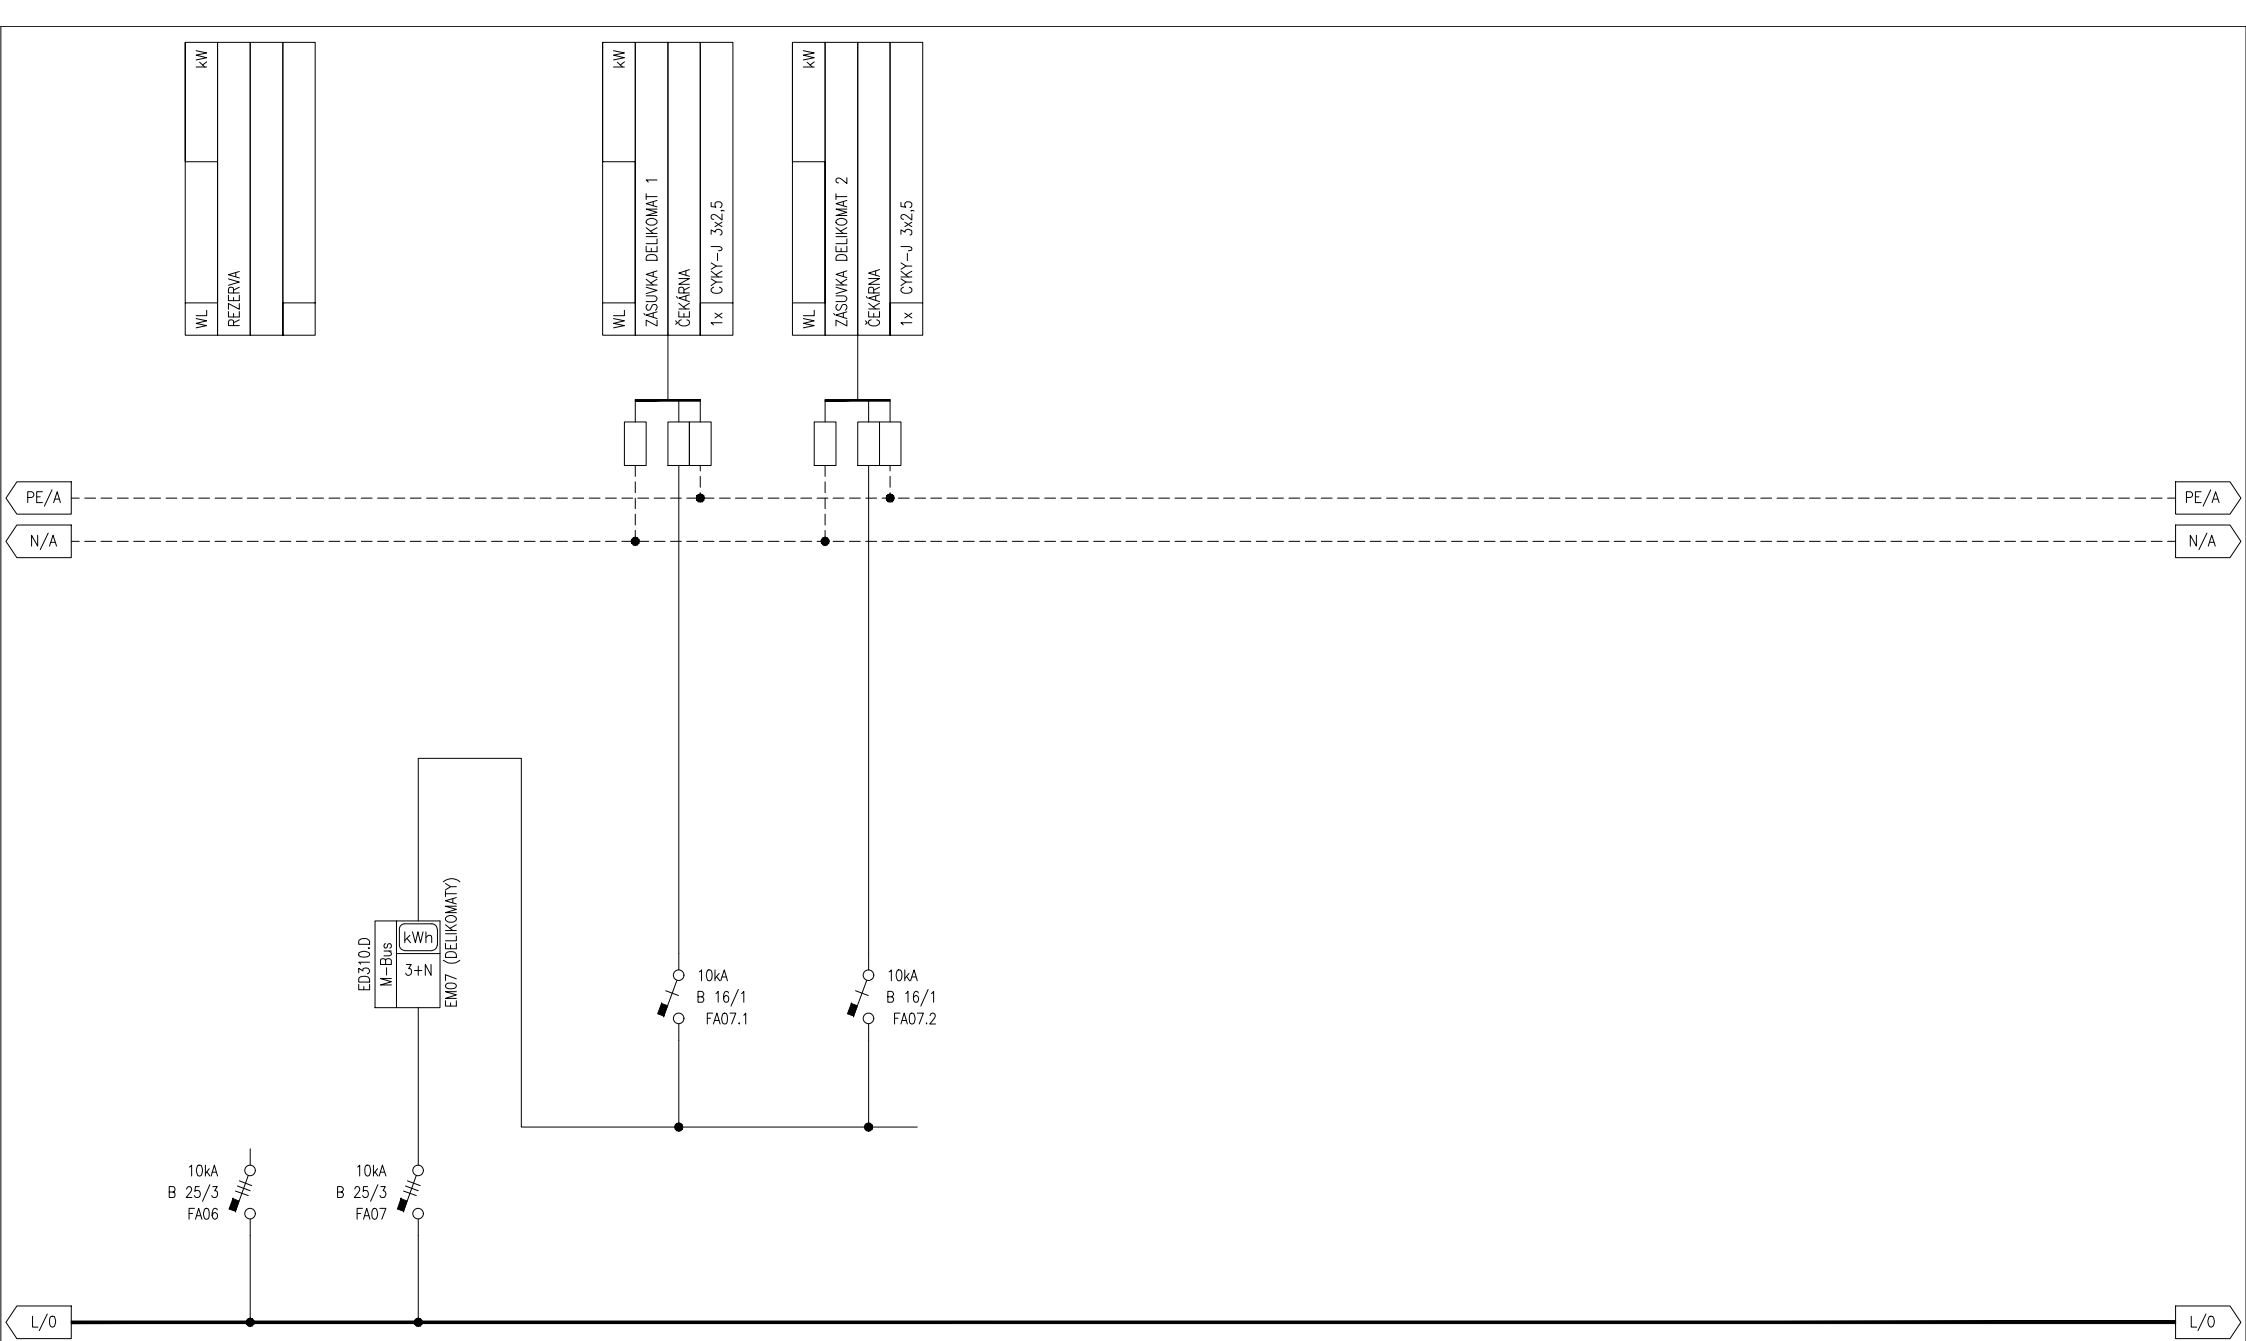 WL kW
REZERVA
WL kW
ZÁSUVKA DELIKOMAT 1
ČEKÁRNA
1x CYKY-J 3x2,5
WL kW
ZÁSUVKA DELIKOMAT 2
ČEKÁRNA
1x CYKY-J 3x2,5
PE/A
PE/A
N/A
N/A
ED310.D
M-Bus
kWh
3+N
EM07 (DELIKOMATY)
10kA
B 16/1
FA07.1
10kA
B 16/1
FA07.2
10kA
B 25/3
FA06
10kA
B 25/3
FA07
L/0
L/0